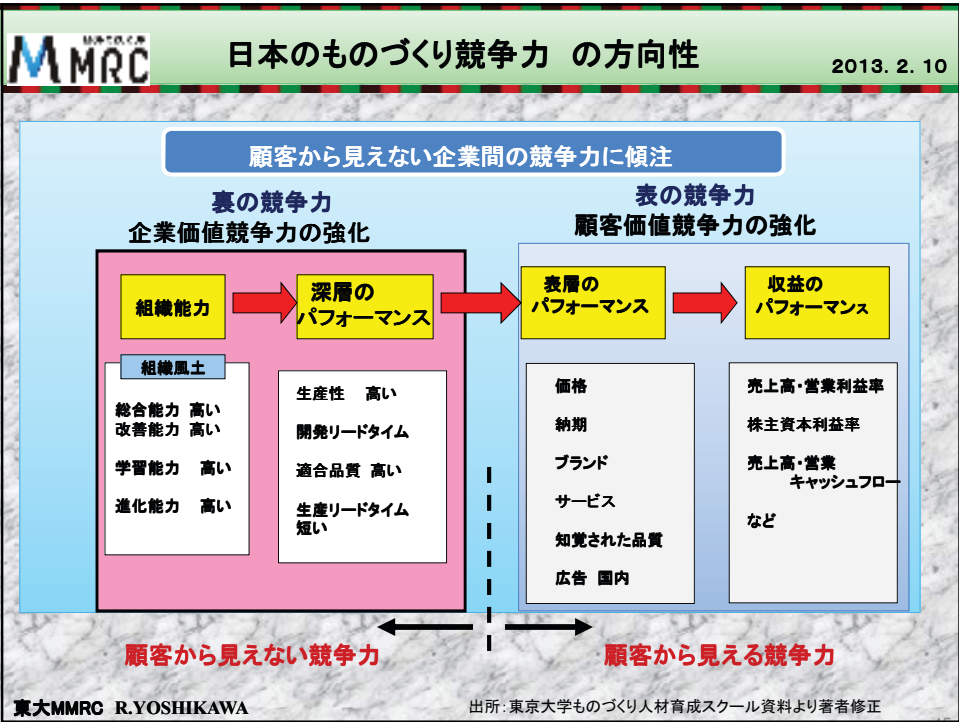 MMRC
日本のものづくり競争力 の方向性
2013. 2. 10
顧客から見えない企業間の競争力に傾注
裏の競争力
企業価値競争力の強化
表の競争力
顧客価値競争力の強化
組織能力
深層の
パフォーマンス
表層の
パフォーマンス
収益の
パフォーマンス
組織風土
総合能力 高い
改善能力 高い
学習能力 高い
進化能力 高い
生産性 高い
開発リードタイム
適合品質 高い
生産リードタイム
短い
価格
納期
ブランド
サービス
知覚された品質
広告 国内
売上高・営業利益率
株主資本利益率
売上高・営業
キャッシュフロー
など
顧客から見えない競争力
顧客から見える競争力
東大MMRC R.YOSHIKAWA
出所:東京大学ものづくり人材育成スクール資料より著者修正